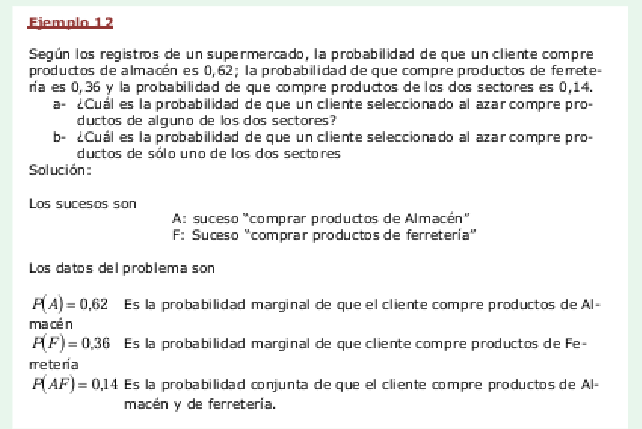 Ejemplo 12
Según los registros de un supermercado, la probabilidad de que un cliente compre
productos de almacén es 0,62; la probabilidad de que compre productos de ferrete-
ría es 0,36 y la probabilidad de que compre productos de los dos sectores es 0,14.
a- ¿Cuál es la probabilidad de que un cliente seleccionado al azar compre pro-
ductos de alguno de los dos sectores?
b- ¿Cuál es la probabilidad de que un cliente seleccionado al azar compre pro-
ductos de sólo uno de los dos sectores
Solución:
Los sucesos son
A: suceso “comprar productos de Almacén”
F: Suceso “comprar productos de ferretería”
Los datos del problema son
P(A) = 0,62 Es la probabilidad marginal de que el cliente compre productos de Al-
macén
P(F) = 0,36 Es la probabilidad marginal de que cliente compre productos de Fe-
rretería
P(AF) = 0,14 Es la probabilidad conjunta de que el cliente compre productos de Al-
macén y de ferretería.